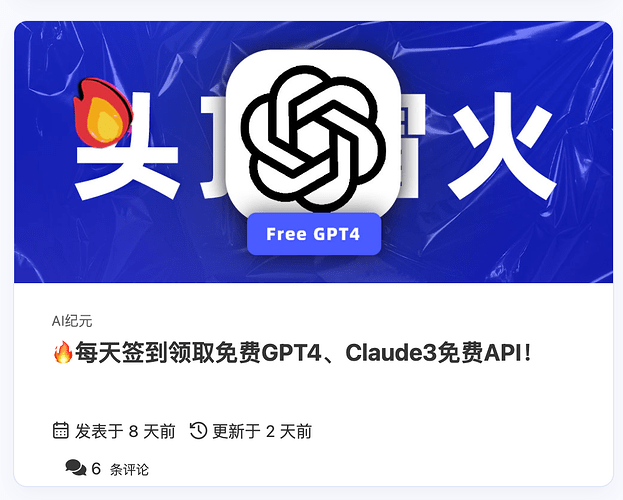 头 火
Free GPT4
AI纪元
🔥每天签到领取免费GPT4、Claude3免费API！
发表于 8 天前 更新于 2 天前
6 条评论